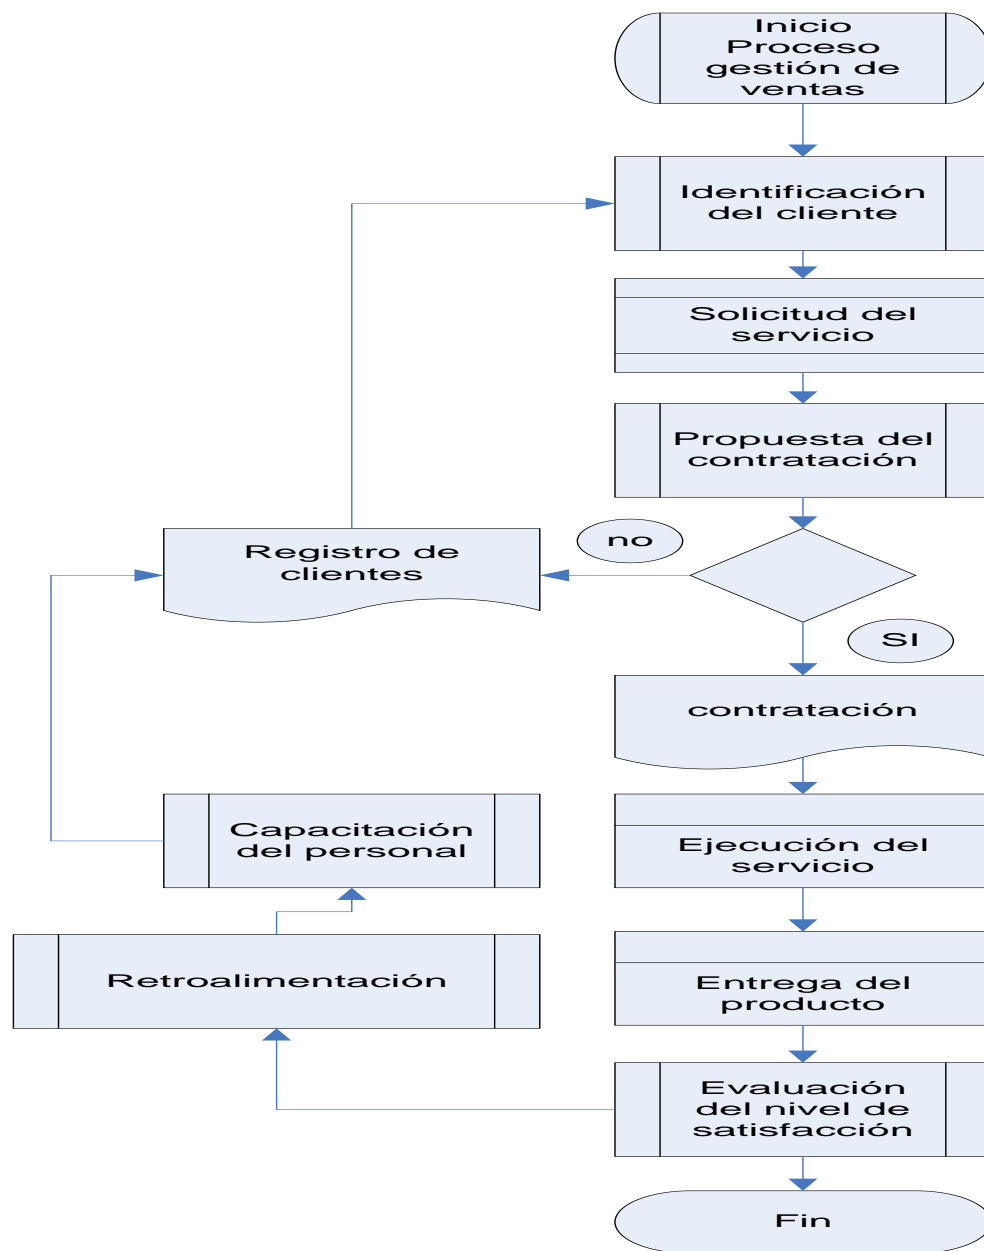 Inicio
Proceso
gestión de
ventas
Identificación
del cliente
Solicitud del
servicio
Propuesta del
contratación
no
Registro de
clientes
SI
contratación
Capacitación
del personal
Ejecución del
servicio
Retroalimentación
Entrega del
producto
Evaluación
del nivel de
satisfacción
Fin